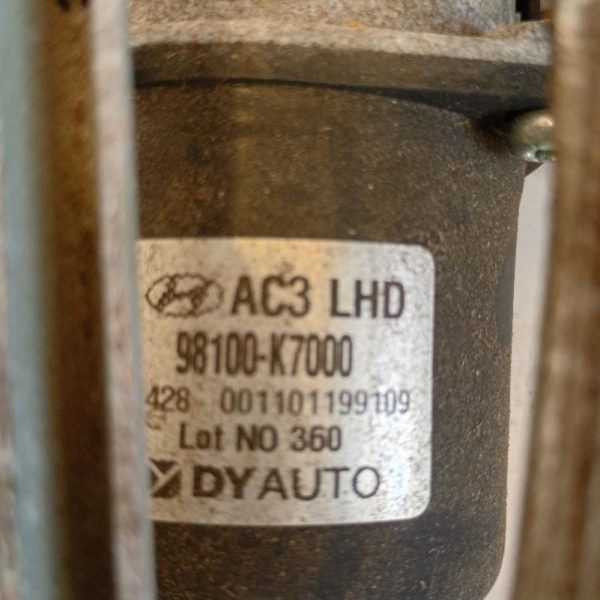 AC3 LHD
98100-K7000
428 001101199109
Lot NO 360
DYAUTO